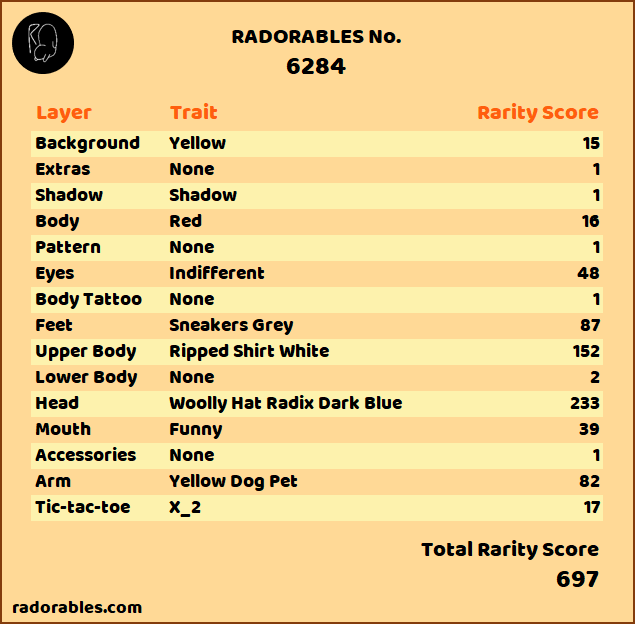 RADORABLES No.
6284
Layer Trait Rarity Score
Background Yellow 15
Extras None 1
Shadow Shadow 1
Body Red 16
Pattern None 1
Eyes Indifferent 48
Body Tattoo None 1
Feet Sneakers Grey 87
Upper Body Ripped Shirt White 152
Lower Body None 2
Head Woolly Hat Radix Dark Blue 233
Mouth Funny 39
Accessories None 1
Arm Yellow Dog Pet 82
Tic-tac-toe X_2 17
Total Rarity Score
697
radorables.com